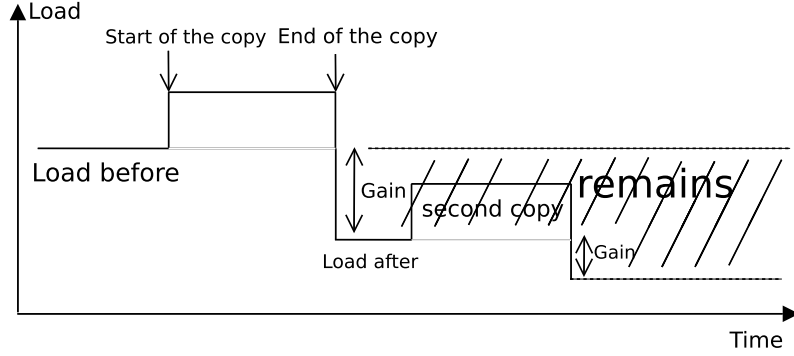 Load
Start of the copy
End of the copy
Load before
Gain
remains
second copy
Load after
Gain
Time